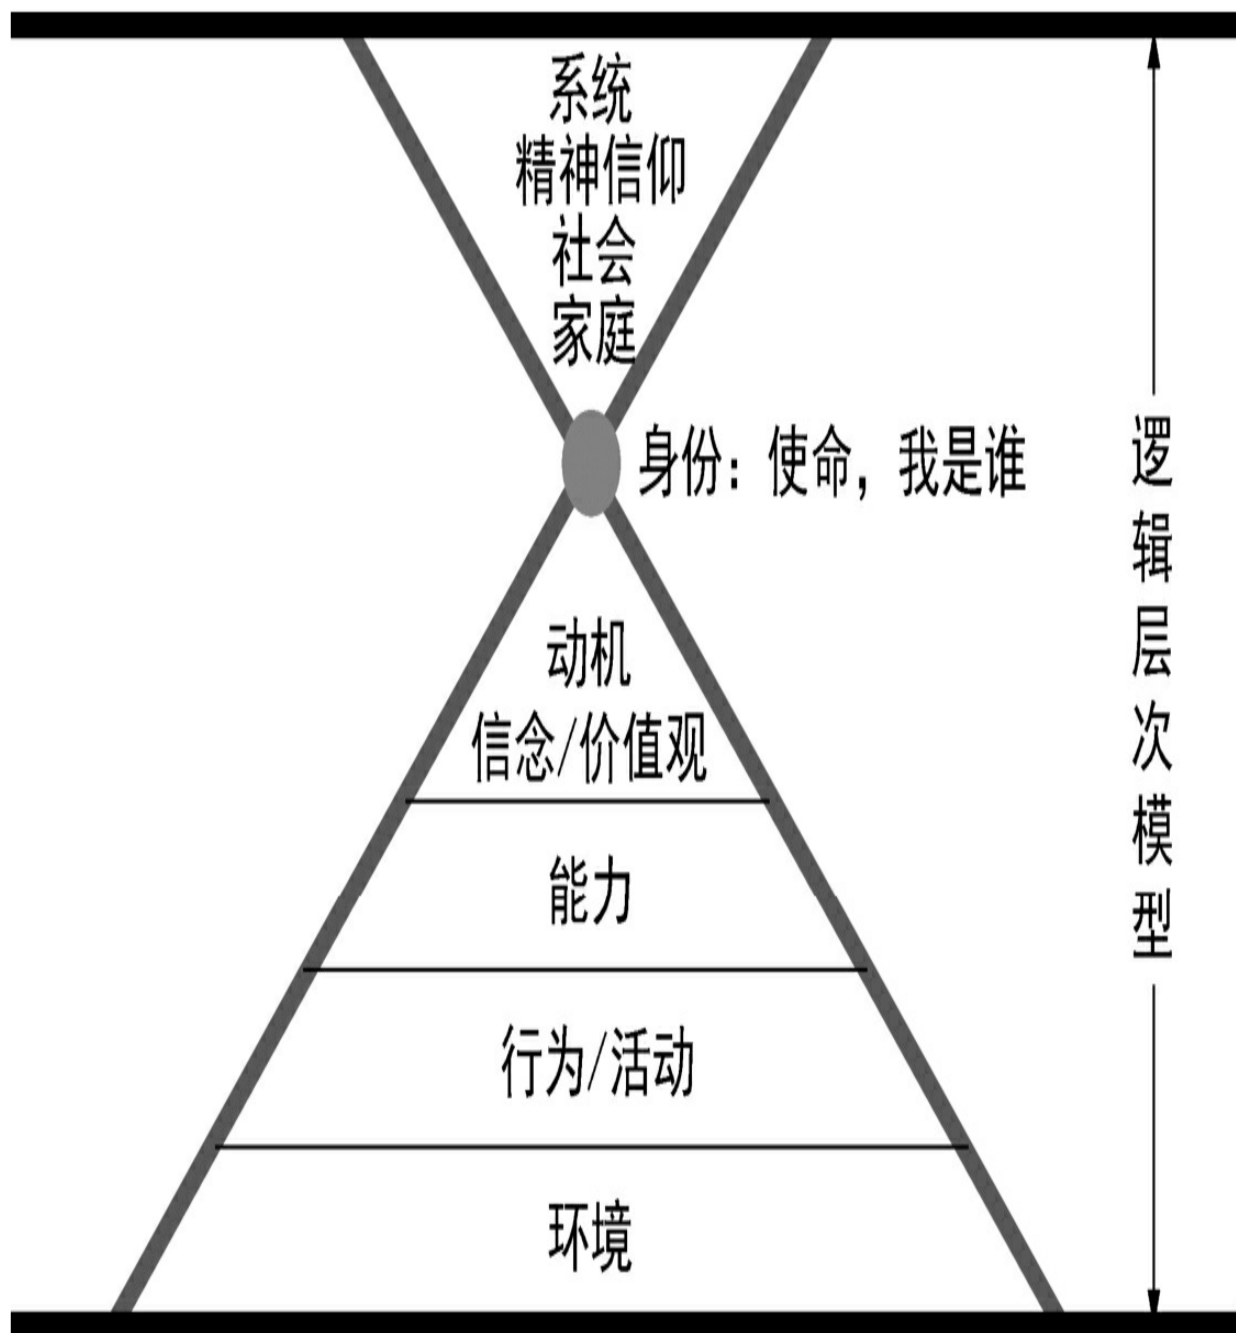 系统
精神信仰
社会
家庭
身份：使命，我是谁
动机
信念/价值观
能力
行为/活动
环境
逻辑层次模型